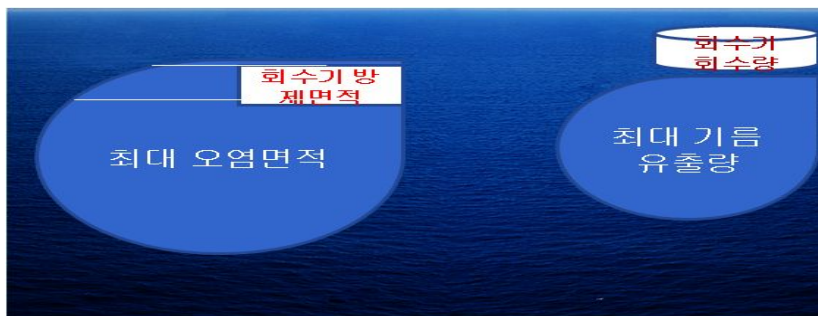 회수기 방
제면적
최대 오염면적
회수기
회수량
최대 기름
유출량